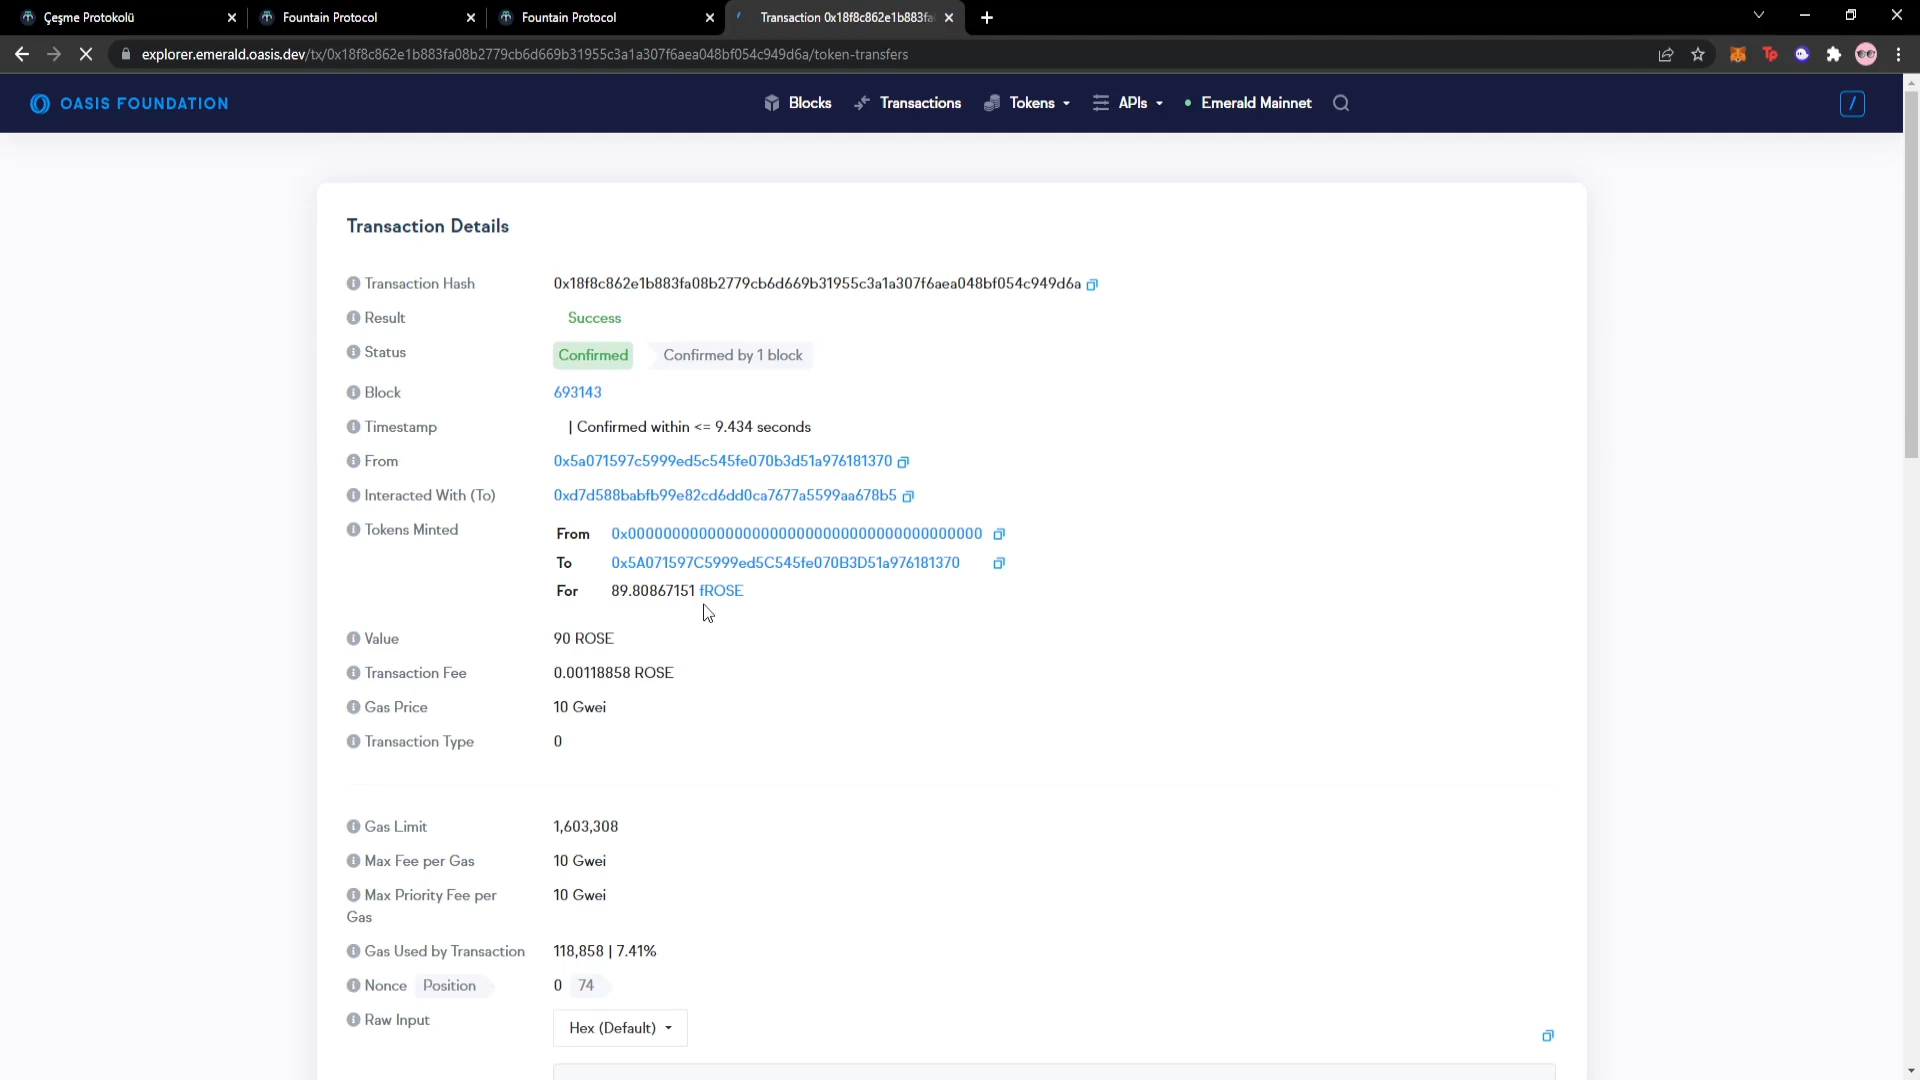 Çeşme Protokolü
Fountain Protocol
Fountain Protocol
Transaction 0x18f8c862e1b883fa
explorer.emerald.oasis.dev/tx/0x18f8c862e1b883fa08b2779cb6d669b31955c3a1a307f6aea048bf054c949d6a/token-transfers
OASIS FOUNDATION
Blocks
Transactions
Tokens
APIs
Emerald Mainnet
/
Transaction Details
Transaction Hash 0x18f8c862e1b883fa08b2779cb6d669b31955c3a1a307f6aea048bf054c949d6a
Result Success
Status Confirmed Confirmed by 1 block
Block 693143
Timestamp | Confirmed within <= 9.434 seconds
From 0x5a071597c5999ed5c545fe070b3d51a976181370
Interacted With (To) 0xd7d588babfb99e82cd6dd0ca7677a5599aa678b5
Tokens Minted From 0x0000000000000000000000000000000000000000
To 0x5A071597C5999ed5C545fe070B3D51a976181370
For 89.80867151 fROSE
Value 90 ROSE
Transaction Fee 0.00118858 ROSE
Gas Price 10 Gwei
Transaction Type 0
Gas Limit 1,603,308
Max Fee per Gas 10 Gwei
Max Priority Fee per 10 Gwei
Gas
Gas Used by Transaction 118,858 | 7.41%
Nonce Position 0 74
Raw Input Hex (Default)